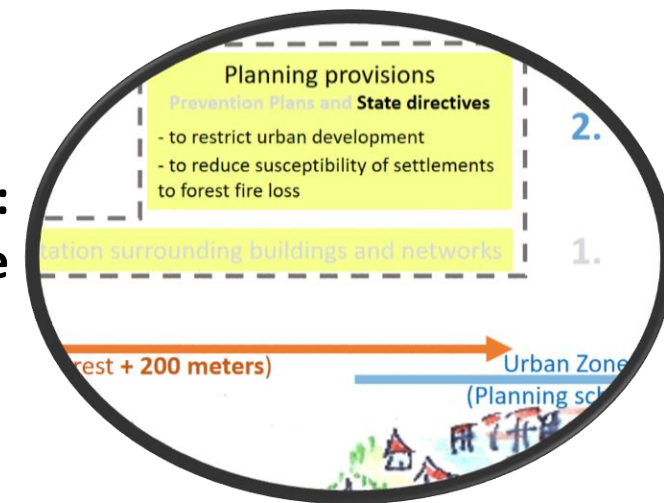 Planning provisions
Prevention Plans and State directives
- to restrict urban development
- to reduce susceptibility of settlements
to forest fire loss
2.
:
e
tation surrounding buildings and networks
1.
rest + 200 meters)
Urban Zone
(Planning sc